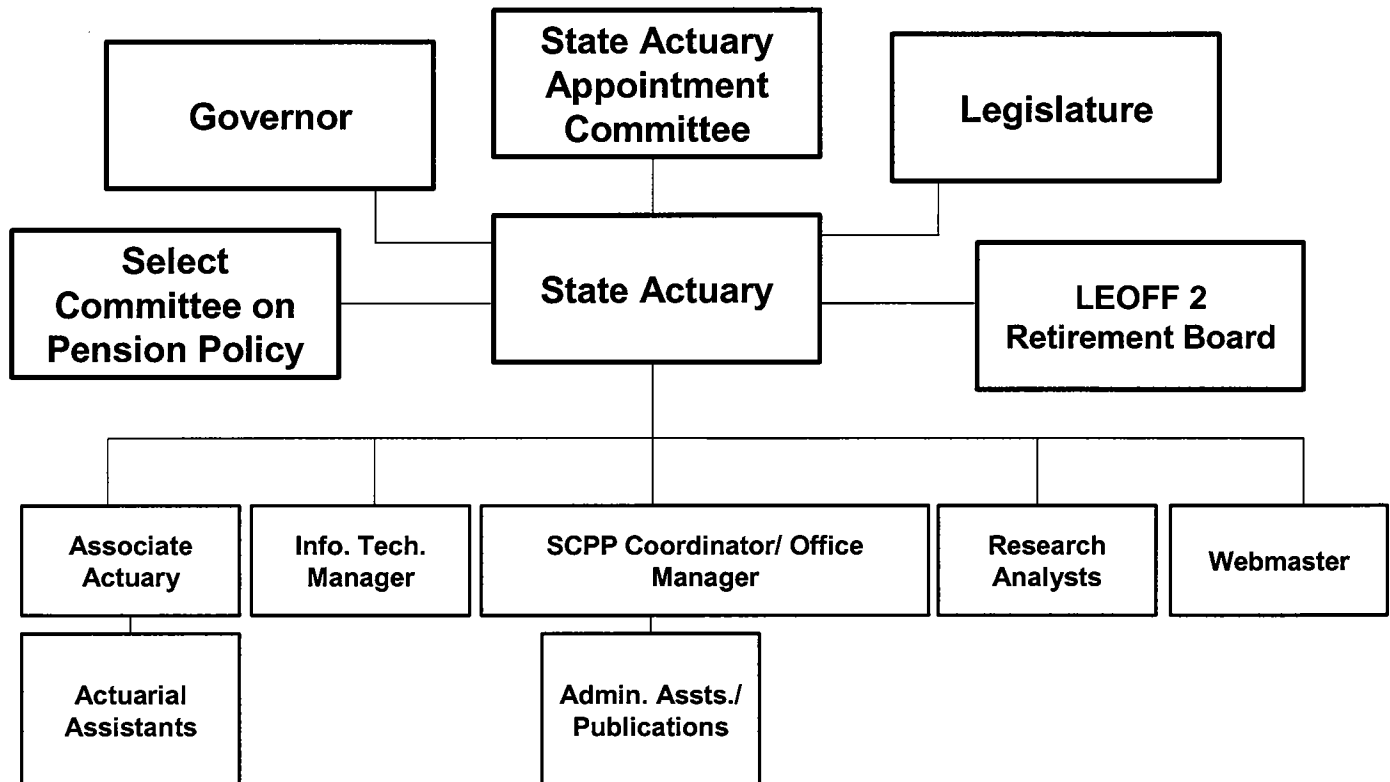 State Actuary
Appointment
Committee
Governor
Legislature
Select
Committee on
Pension Policy
State Actuary
LEOFF 2
Retirement Board
Associate
Actuary
Info. Tech.
Manager
SCPP Coordinator/ Office
Manager
Research
Analysts
Webmaster
Actuarial
Assistants
Admin. Assts./
Publications